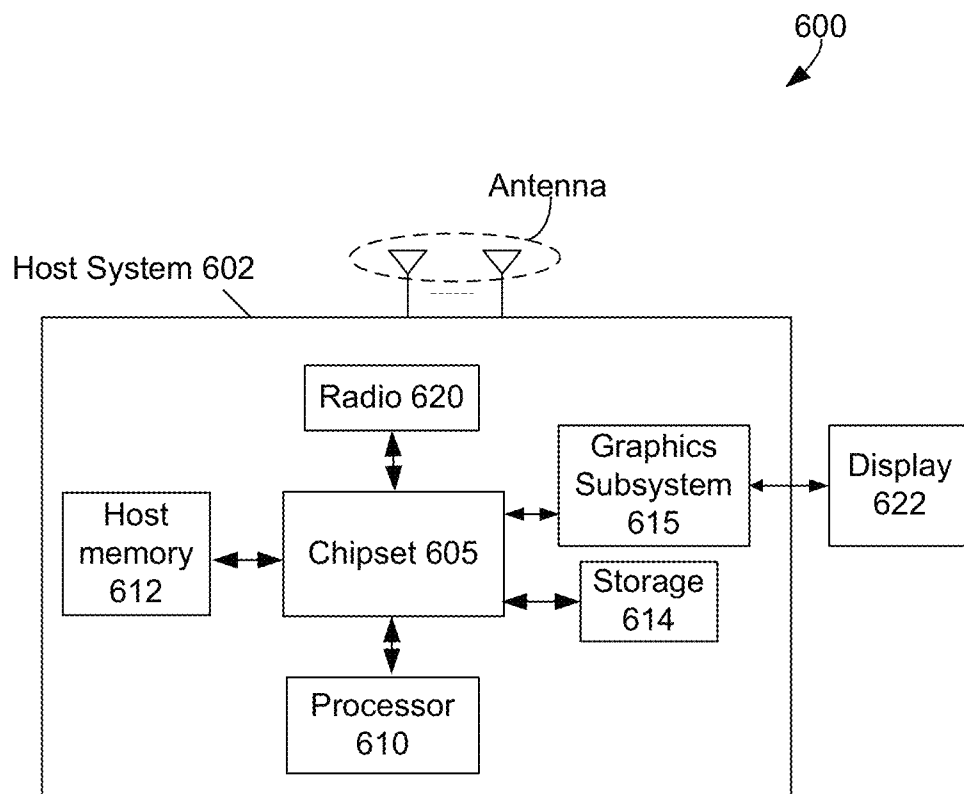 600
Antenna
Host System 602
Radio 620
Graphics
Subsystem
615
Display
622
Host
memory
612
Chipset 605
Storage
614
Processor
610